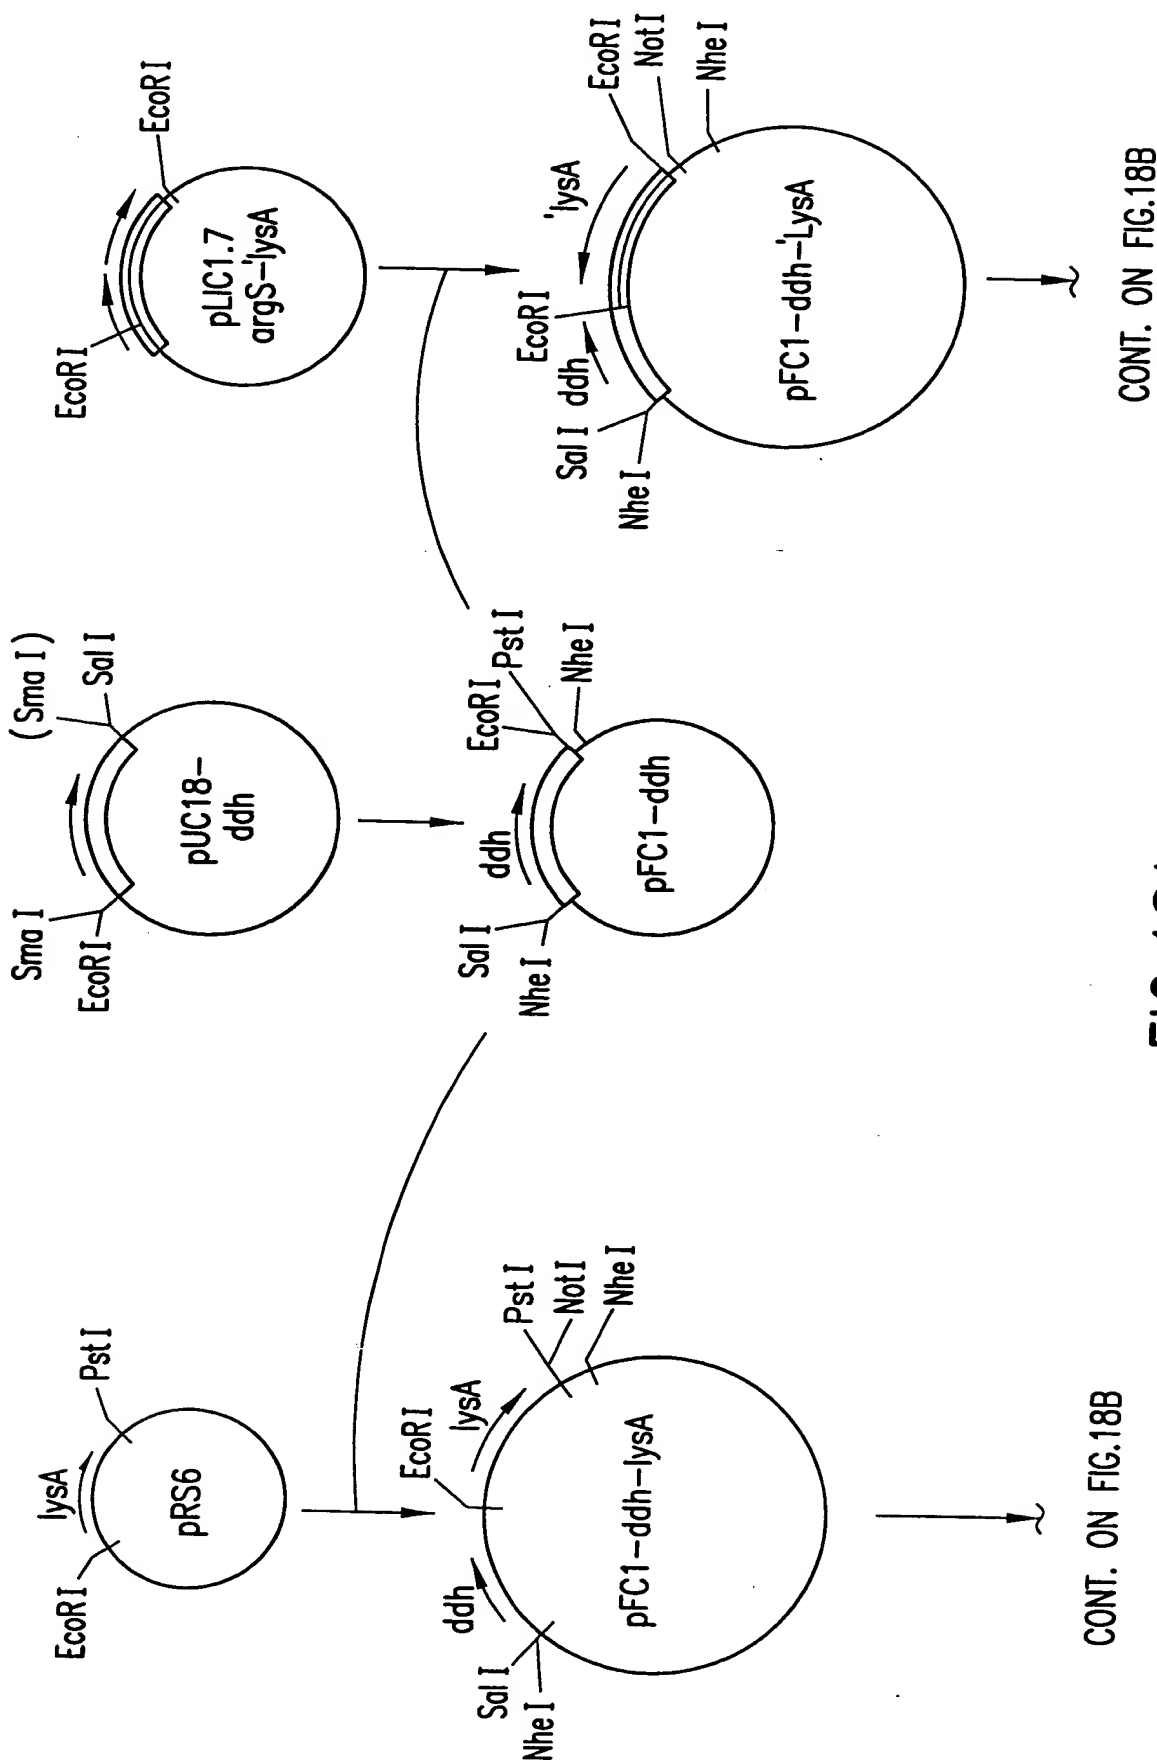 EcoRI
lysA
PstI
pRS6
ddh
EcoRI
lysA
SalI
NheI
PstI
NotI
NheI
pFC1-ddh-lysA
CONT. ON FIG.18B
SmaI
EcoRI
(SmaI)
SalI
pUC18-
ddh
SalI
NheI
ddh
EcoRI
PstI
NheI
pFC1-ddh
EcoRI
EcoRI
pLIC1.7
argS-'lysA
SalI
ddh
EcoRI
'lysA
EcoRI
NotI
NheI
NheI
pFC1-ddh-'LysA
CONT. ON FIG.18B